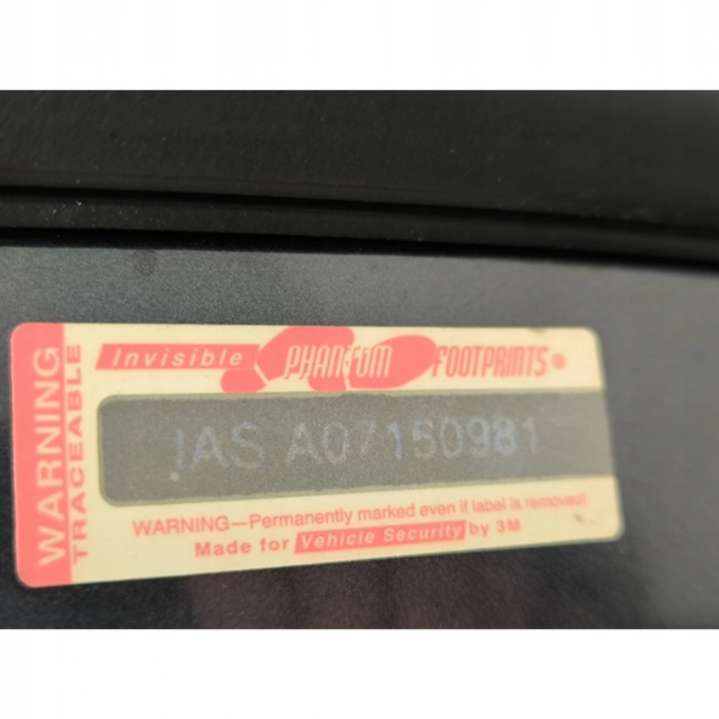 WARNING
TRACEABLE
Invisible PHANTOM FOOTPRINTS
IAS A07150981
WARNING—Permanently marked even if label is removed!
Made for Vehicle Security by 3M